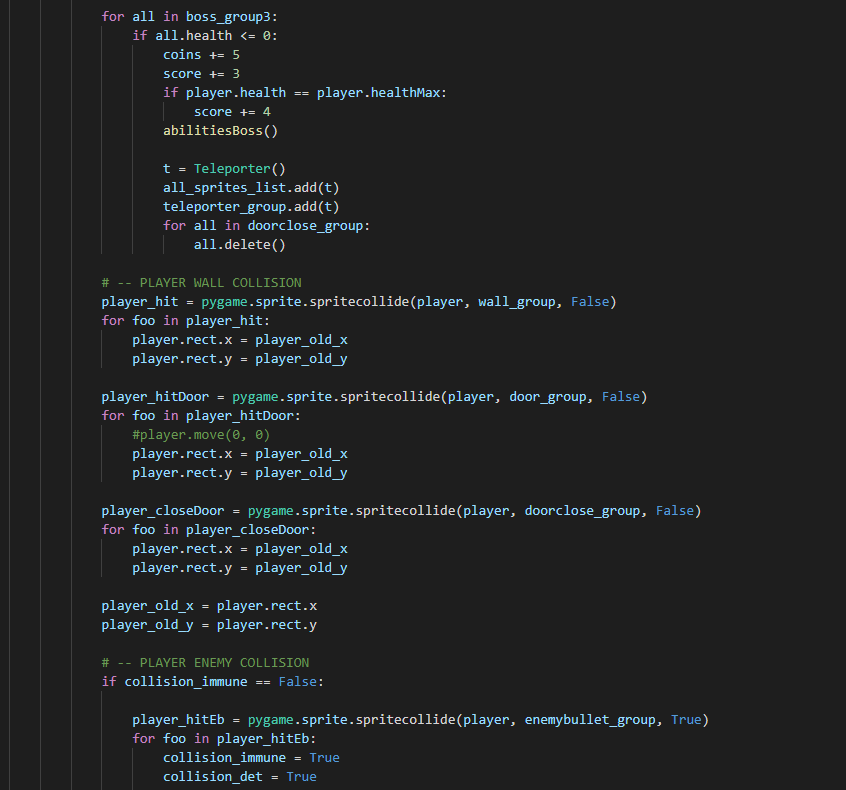 for all in boss_group3:
if all.health <= 0:
coins += 5
score += 3
if player.health == player.healthMax:
score += 4
abilitiesBoss()
t = Teleporter()
all_sprites_list.add(t)
teleporter_group.add(t)
for all in doorclose_group:
all.delete()
# -- PLAYER WALL COLLISION
player_hit = pygame.sprite.spritecollide(player, wall_group, False)
for foo in player_hit:
player.rect.x = player_old_x
player.rect.y = player_old_y
player_hitDoor = pygame.sprite.spritecollide(player, door_group, False)
for foo in player_hitDoor:
#player.move(0, 0)
player.rect.x = player_old_x
player.rect.y = player_old_y
player_closeDoor = pygame.sprite.spritecollide(player, doorclose_group, False)
for foo in player_closeDoor:
player.rect.x = player_old_x
player.rect.y = player_old_y
player_old_x = player.rect.x
player_old_y = player.rect.y
# -- PLAYER ENEMY COLLISION
if collision_immune == False:
player_hitEb = pygame.sprite.spritecollide(player, enemybullet_group, True)
for foo in player_hitEb:
collision_immune = True
collision_det = True